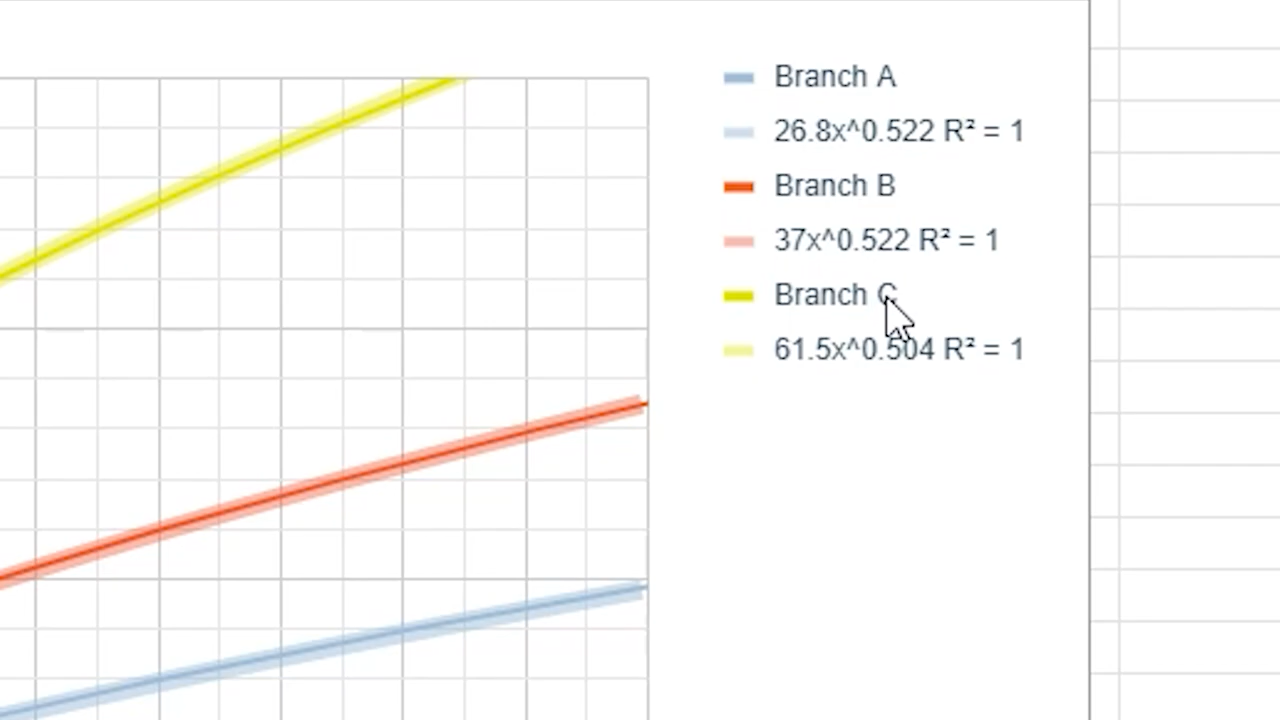 Branch A
26.8x^0.522 R² = 1
Branch B
37x^0.522 R² = 1
Branch C
61.5x^0.504 R² = 1